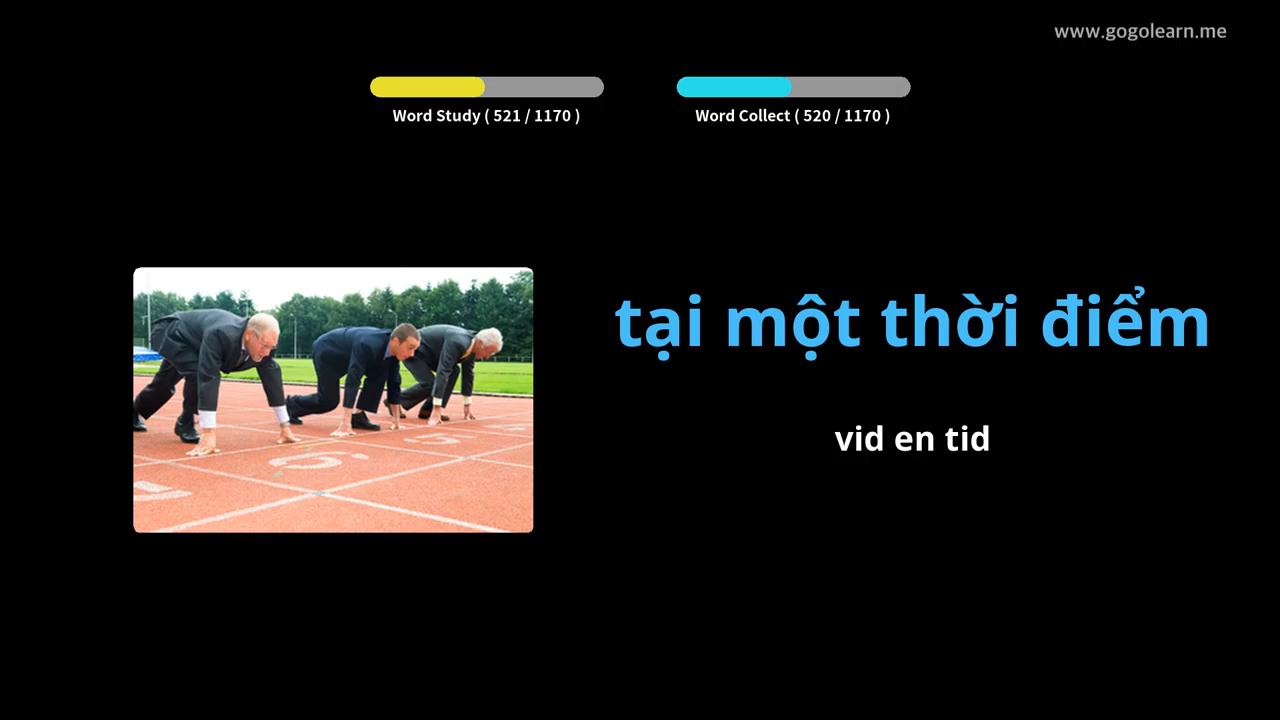 www.gogolearn.me
Word Study ( 521 / 1170 )
Word Collect ( 520 / 1170 )
tại một thời điểm
vid en tid